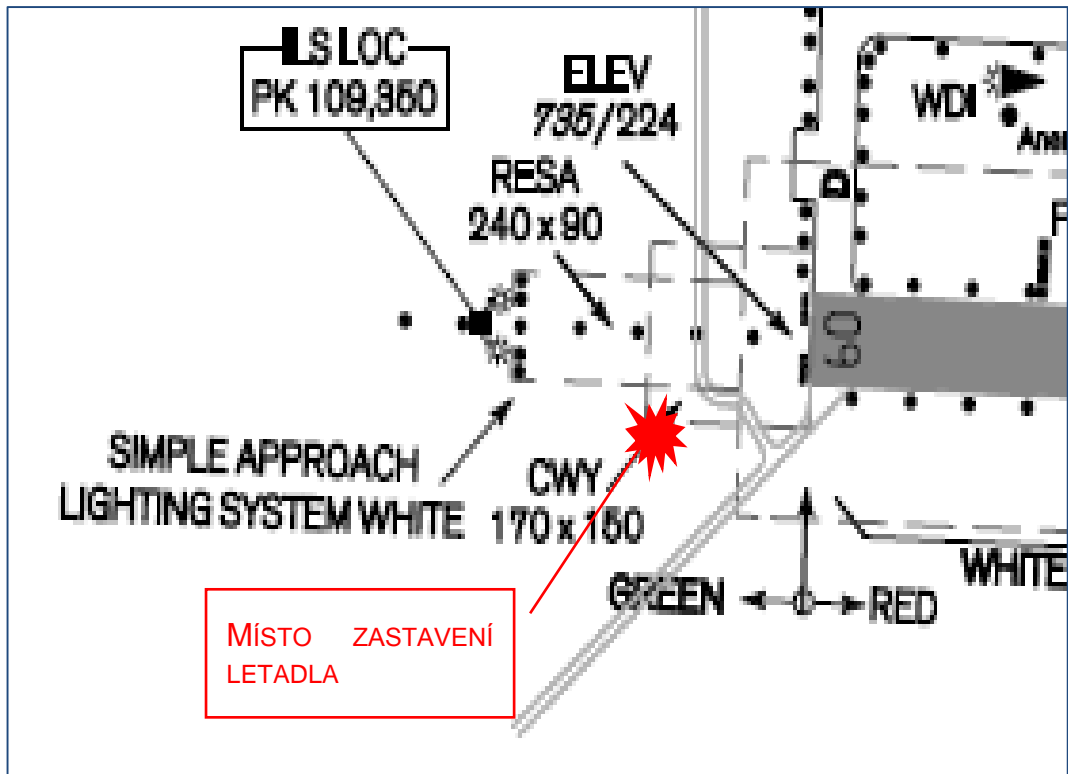 ILS LOC
PK 109,350
ELEV
735/224
RESA
240 x 90
WDI
D
09
SIMPLE APPROACH
LIGHTING SYSTEM WHITE
CWY
170 x 150
GREEN
RED
WHITE
MÍSTO ZASTAVENÍ
LETADLA